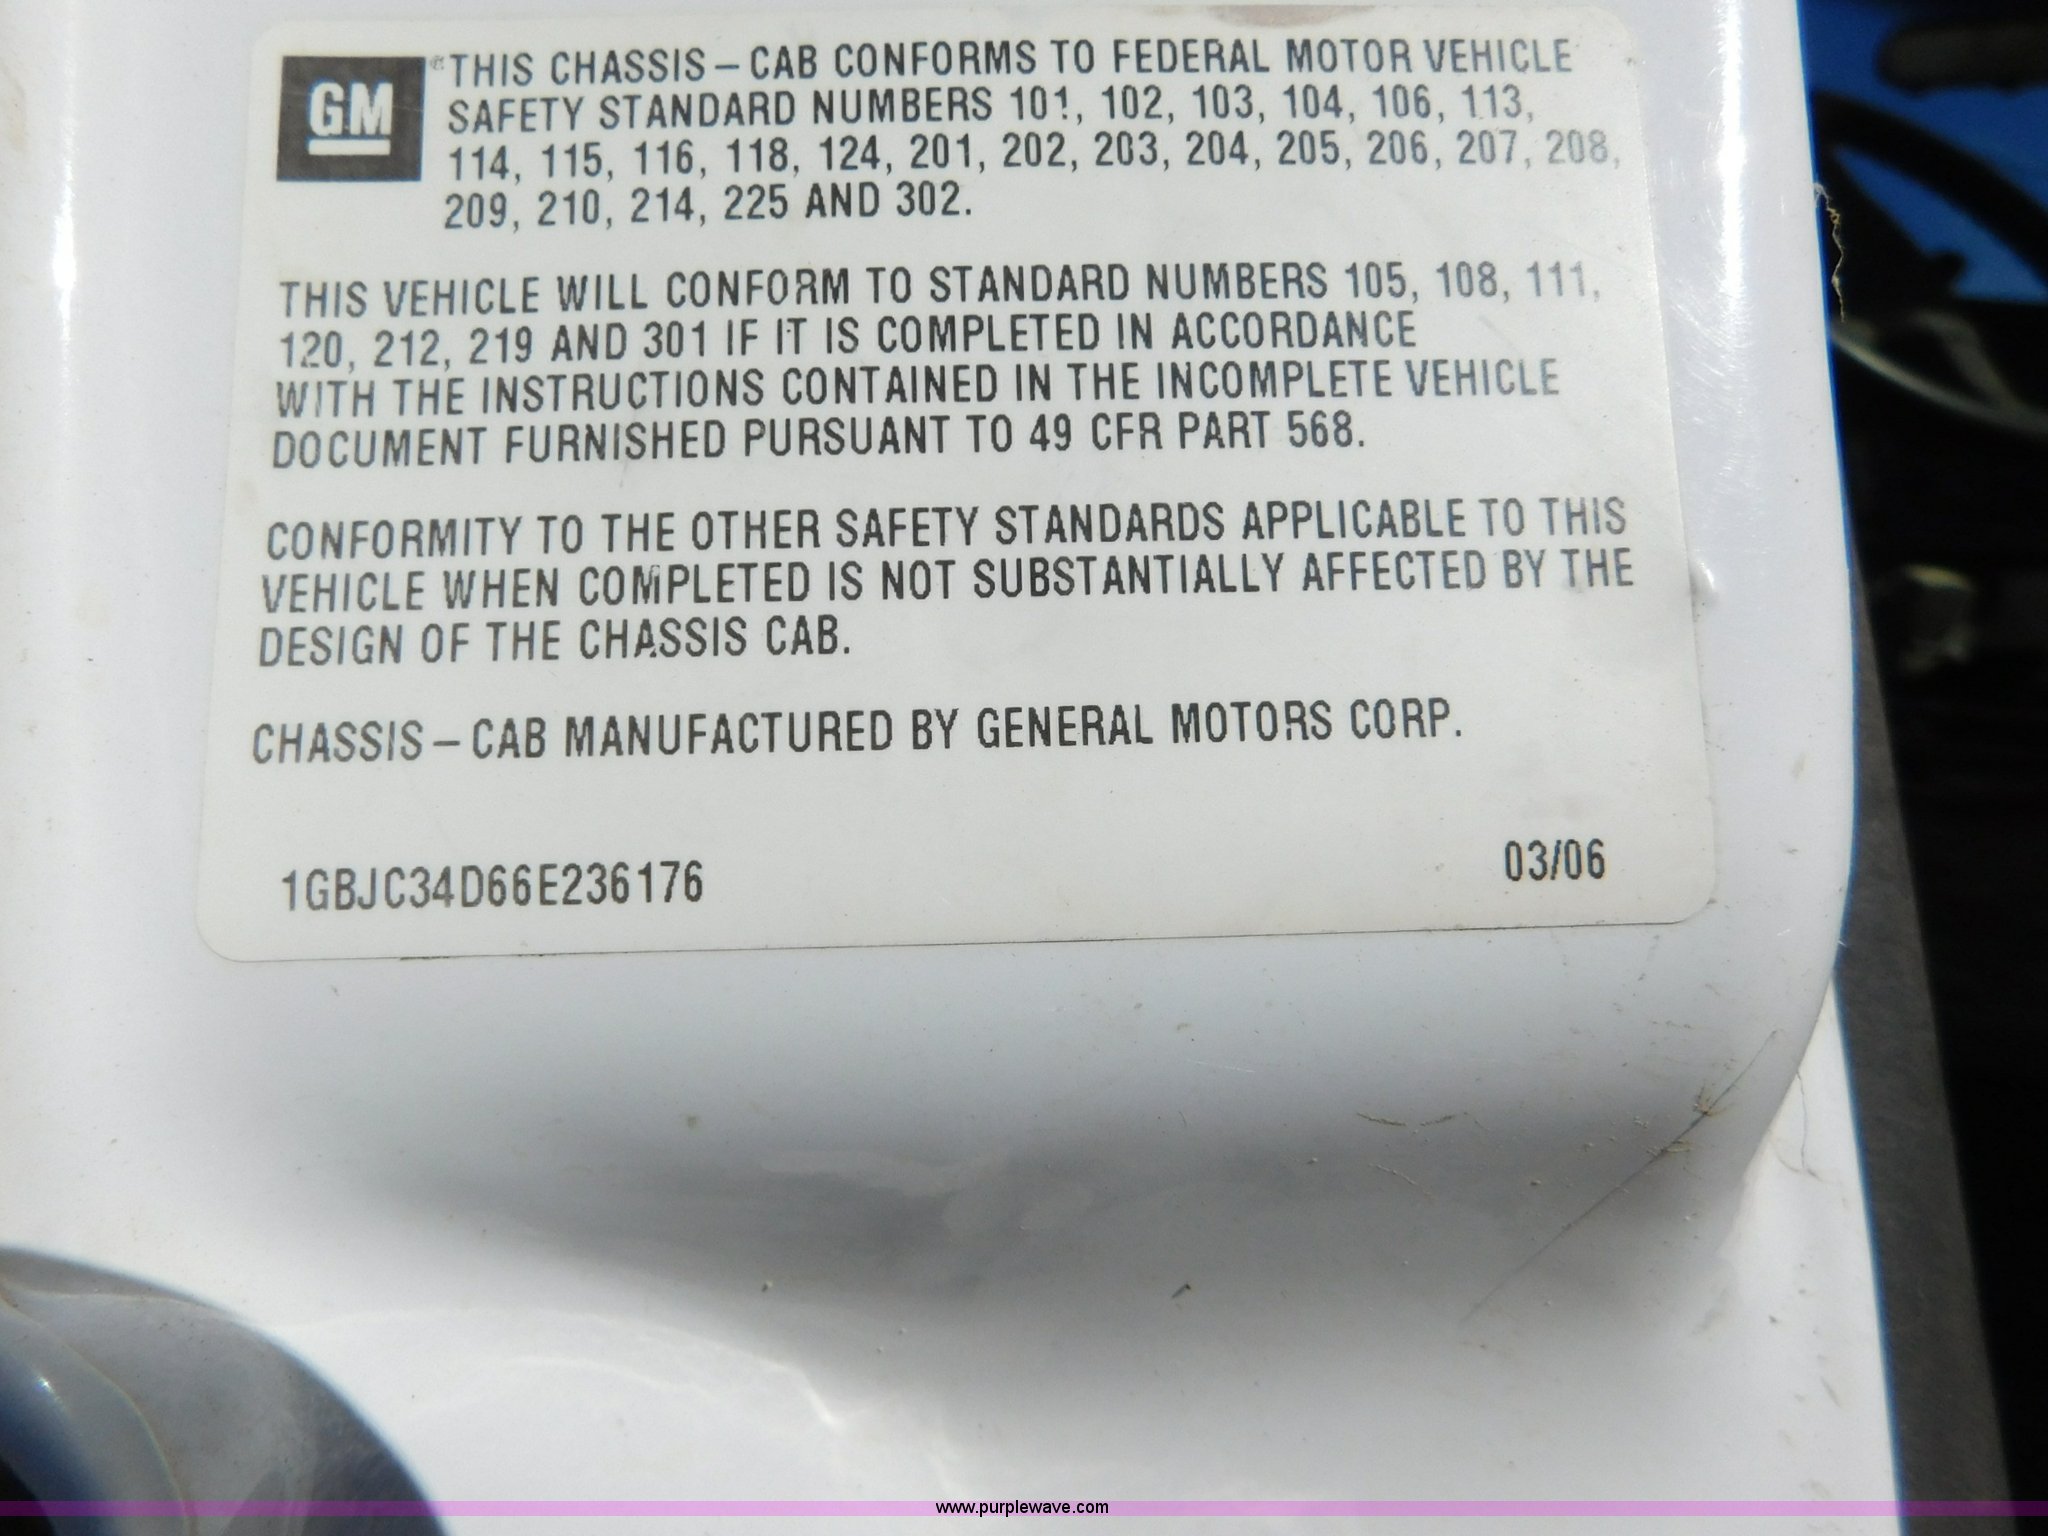 GM
®THIS CHASSIS – CAB CONFORMS TO FEDERAL MOTOR VEHICLE
SAFETY STANDARD NUMBERS 101, 102, 103, 104, 106, 113,
114, 115, 116, 118, 124, 201, 202, 203, 204, 205, 206, 207, 208,
209, 210, 214, 225 AND 302.
THIS VEHICLE WILL CONFORM TO STANDARD NUMBERS 105, 108, 111,
120, 212, 219 AND 301 IF IT IS COMPLETED IN ACCORDANCE
WITH THE INSTRUCTIONS CONTAINED IN THE INCOMPLETE VEHICLE
DOCUMENT FURNISHED PURSUANT TO 49 CFR PART 568.
CONFORMITY TO THE OTHER SAFETY STANDARDS APPLICABLE TO THIS
VEHICLE WHEN COMPLETED IS NOT SUBSTANTIALLY AFFECTED BY THE
DESIGN OF THE CHASSIS CAB.
CHASSIS – CAB MANUFACTURED BY GENERAL MOTORS CORP.
1GBJC34D66E236176 03/06
www.purplewave.com